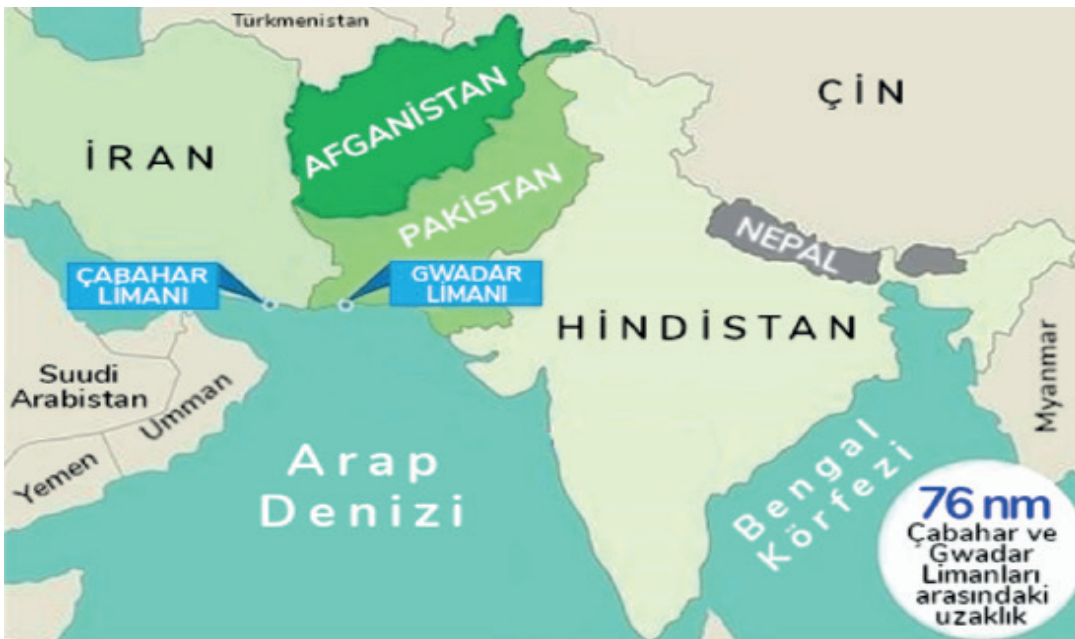 Türkmenistan
AFGANİSTAN
ÇİN
İRAN
PAKİSTAN
NEPAL
ÇABAHAR
LİMANI
GWADAR
LİMANI
HİNDİSTAN
Suudi
Arabistan
Umman
Yemen
Myanmar
Arap
Denizi
Bengal
Körfezi
76 nm
Çabahar ve
Gwadar
Limanları
arasındaki
uzaklık